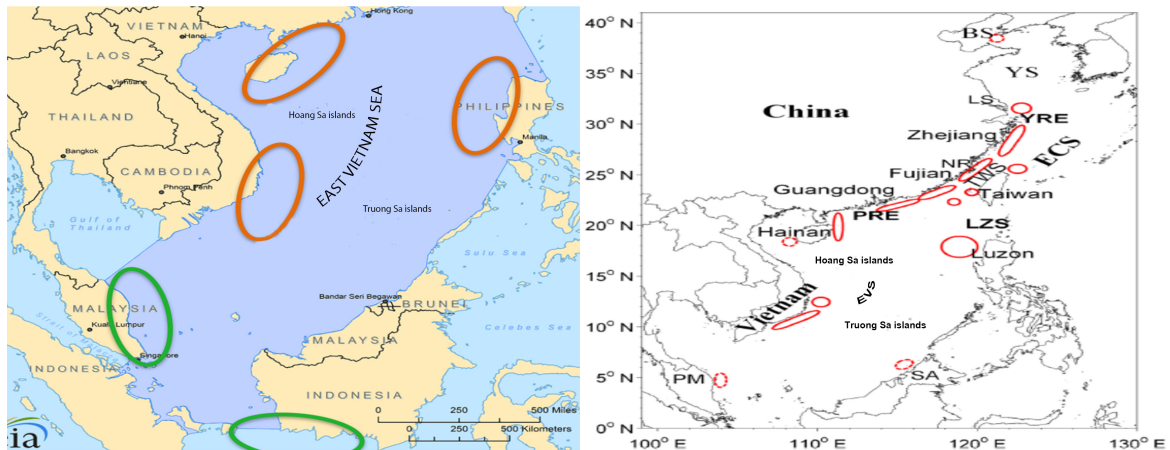 Hong Kong
VIETNAM
Hanoi
LAOS
Vientiane
THAILAND
Hoang Sa islands
EAST VIETNAM SEA
PHILIPPINES
Manila
Bangkok
CAMBODIA
Phnom Penh
Truong Sa islands
Gulf of
Thailand
Sulu Sea
Bandar Seri Begawan
BRUNEI
MALAYSIA
Kuala Lumpur
Celebes Sea
MALAYSIA
Singapore
INDONESIA
INDONESIA
0 250 500 Miles
0 250 500 Kilometers
ia
40° N
35° N
30° N
25° N
20° N
15° N
10° N
5° N
0° N
100° E
110° E
120° E
130° E
BS
YS
China
LS
YRE
Zhejiang
ECS
NR
Fujian
TWS
Guangdong
Taiwan
PRE
LZS
Hainan
Luzon
Hoang Sa islands
EVS
Vietnam
Truong Sa islands
PM
SA